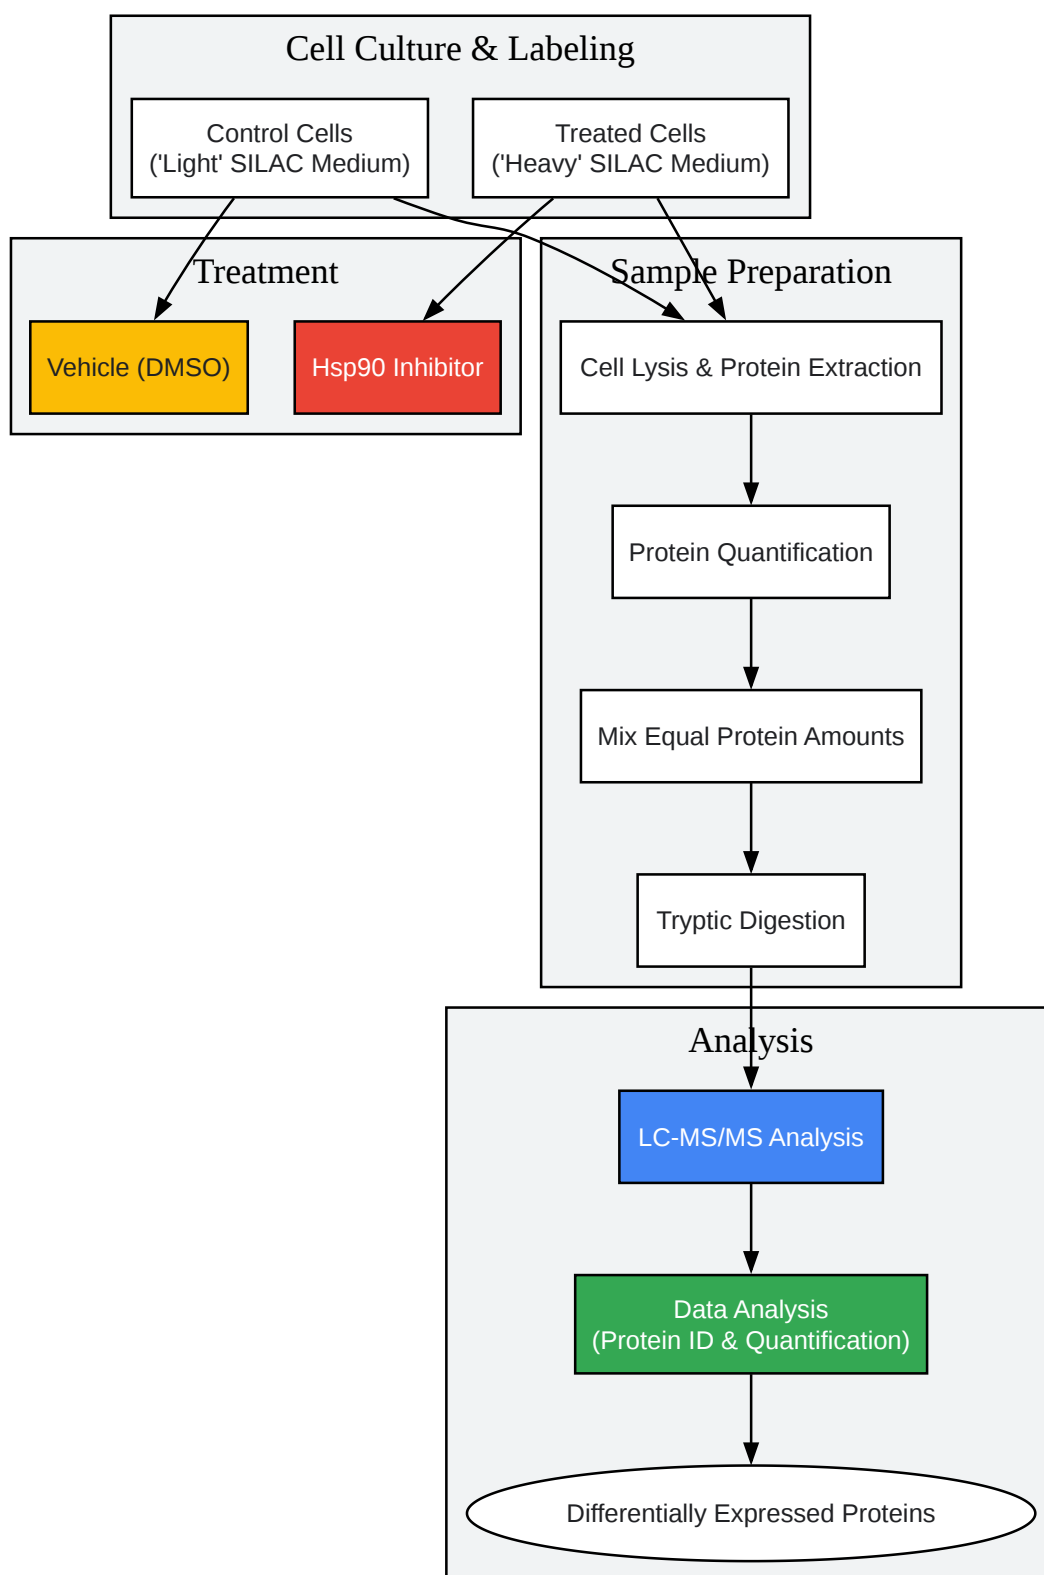 Cell Culture & Labeling
Control Cells
('Light' SILAC Medium)
Treated Cells
('Heavy' SILAC Medium)
Treatment
Vehicle (DMSO)
Hsp90 Inhibitor
Sample Preparation
Cell Lysis & Protein Extraction
Protein Quantification
Mix Equal Protein Amounts
Tryptic Digestion
Analysis
LC-MS/MS Analysis
Data Analysis
(Protein ID & Quantification)
Differentially Expressed Proteins